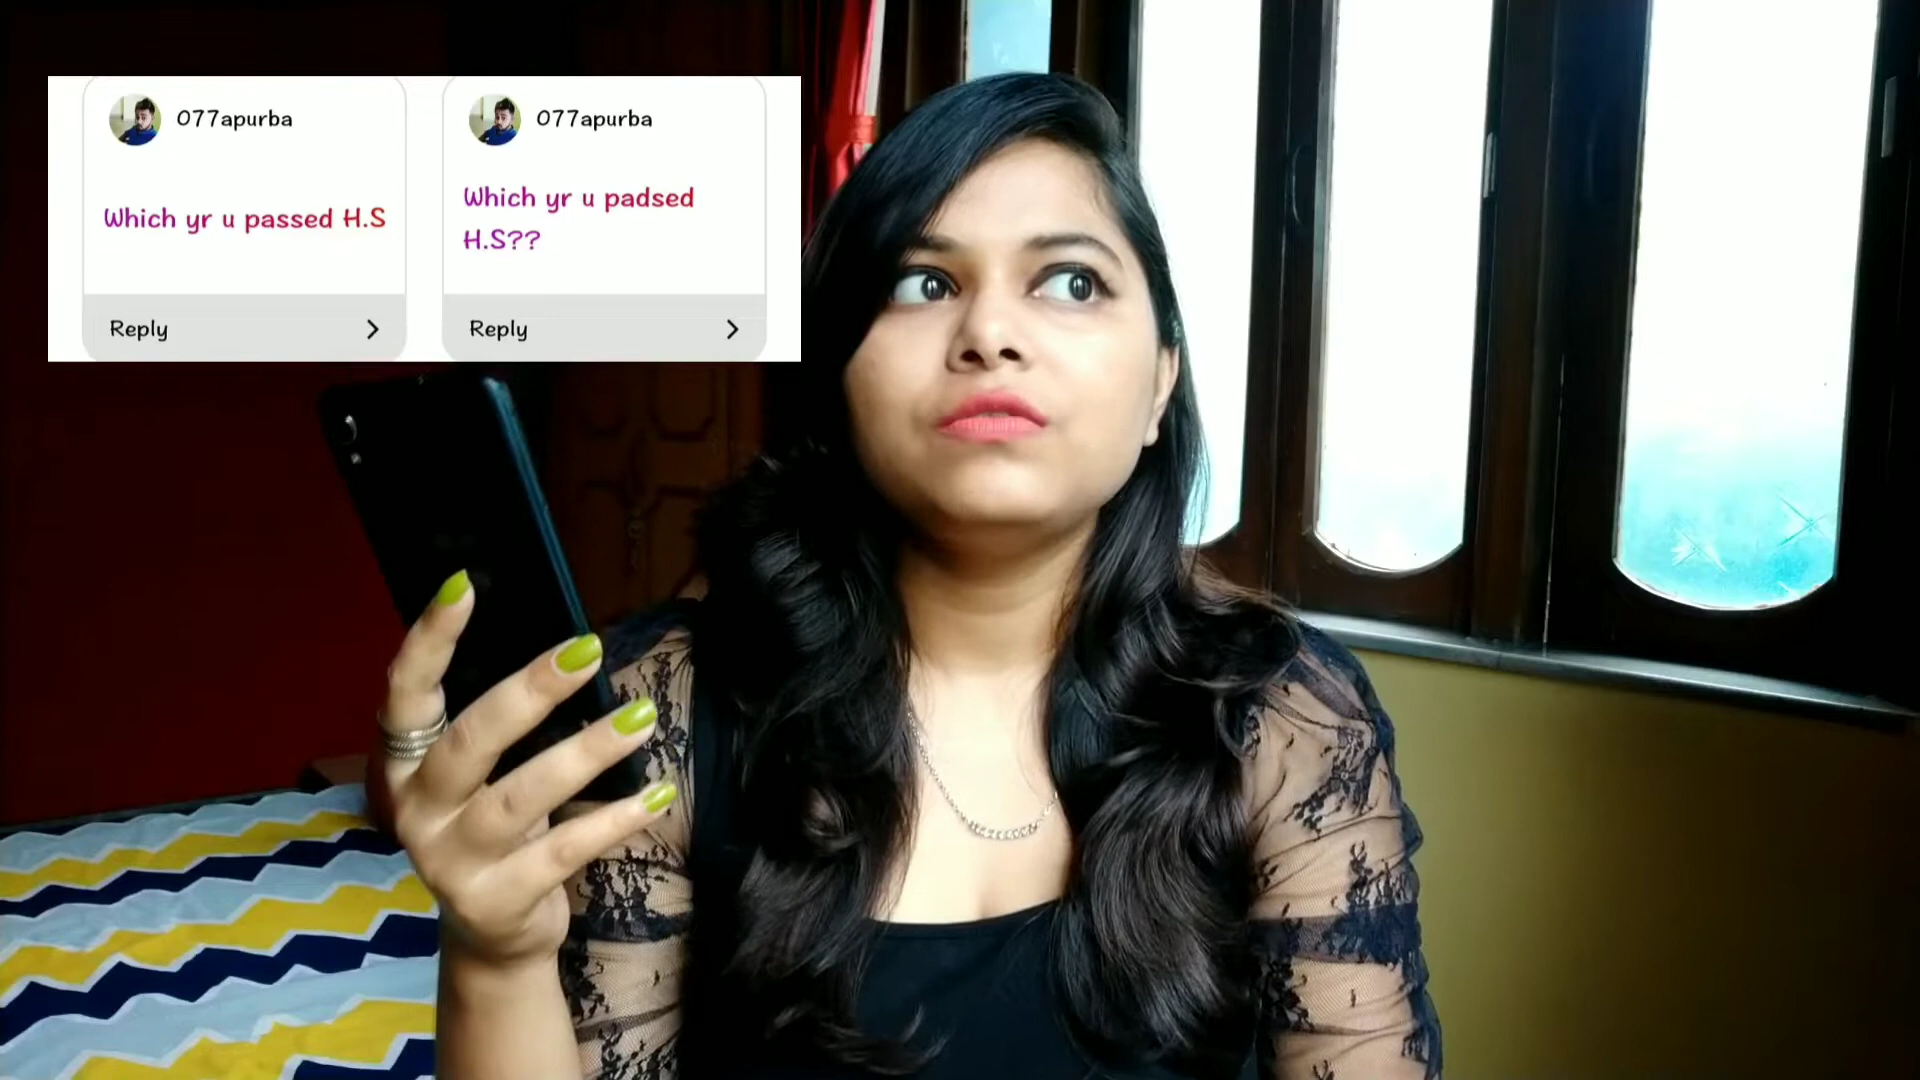 077apurba
Which yr u passed H.S
Reply
077apurba
Which yr u padsed
H.S??
Reply